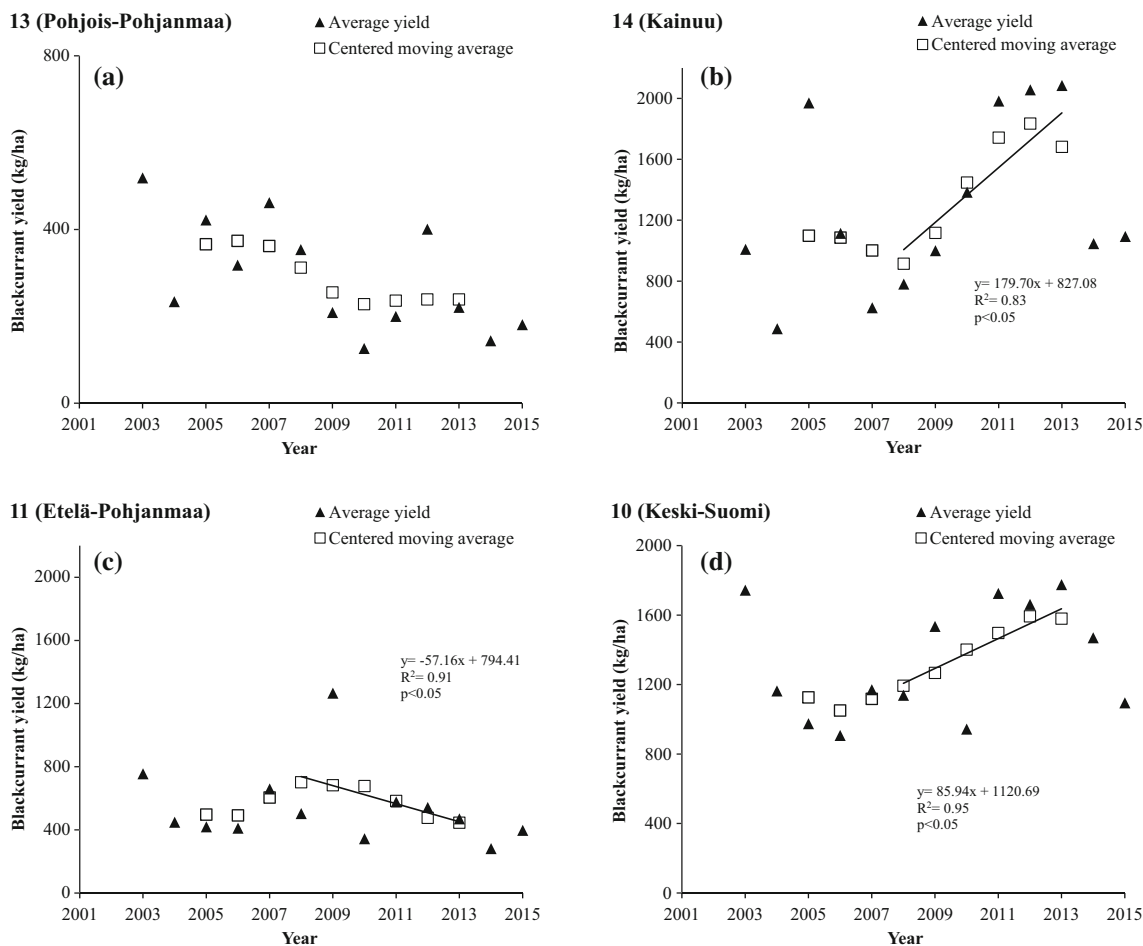 13 (Pohjois-Pohjanmaa)
▲ Average yield
□ Centered moving average
(a)
Blackcurrant yield (kg/ha)
800
400
0
2001 2003 2005 2007 2009 2011 2013 2015
Year
14 (Kainuu)
▲ Average yield
□ Centered moving average
(b)
Blackcurrant yield (kg/ha)
2000
1600
1200
800
400
0
y= 179.70x + 827.08
R²= 0.83
p<0.05
2001 2003 2005 2007 2009 2011 2013 2015
Year
11 (Etelä-Pohjanmaa)
▲ Average yield
□ Centered moving average
(c)
Blackcurrant yield (kg/ha)
2000
1600
1200
800
400
0
y= -57.16x + 794.41
R²= 0.91
p<0.05
2001 2003 2005 2007 2009 2011 2013 2015
Year
10 (Keski-Suomi)
▲ Average yield
□ Centered moving average
(d)
Blackcurrant yield (kg/ha)
2000
1600
1200
800
400
0
y= 85.94x + 1120.69
R²= 0.95
p<0.05
2001 2003 2005 2007 2009 2011 2013 2015
Year